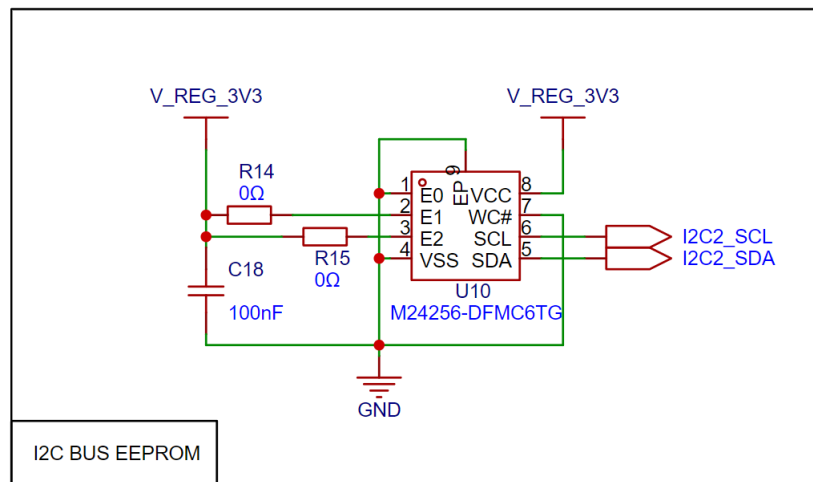 V_REG_3V3
V_REG_3V3
R14
0Ω
1
2
3
4
E0
E1
E2
VSS
EP
9
VCC
WC#
SCL
SDA
8
7
6
5
I2C2_SCL
I2C2_SDA
R15
0Ω
C18
100nF
U10
M24256-DFMC6TG
GND
I2C BUS EEPROM